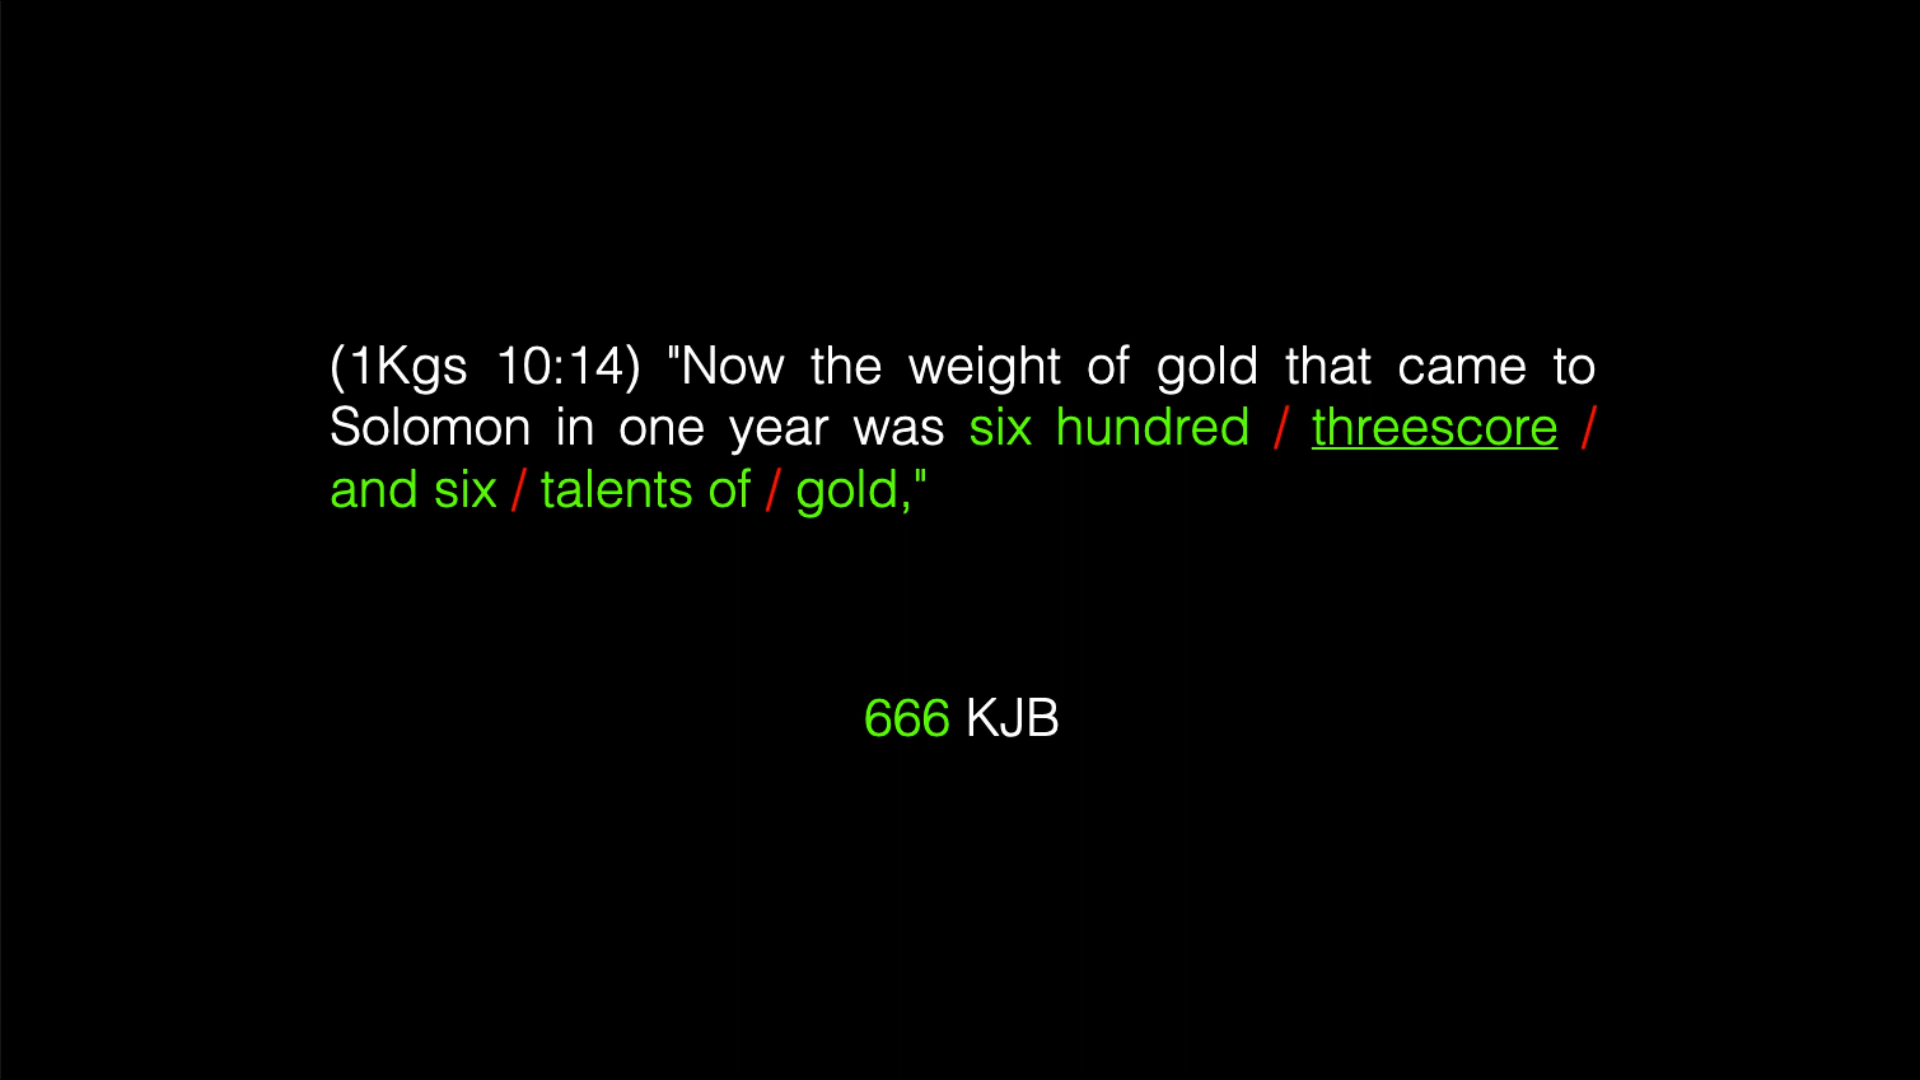 (1Kgs 10:14) "Now the weight of gold that came to
Solomon in one year was six hundred / threescore /
and six / talents of / gold,"
666 KJB